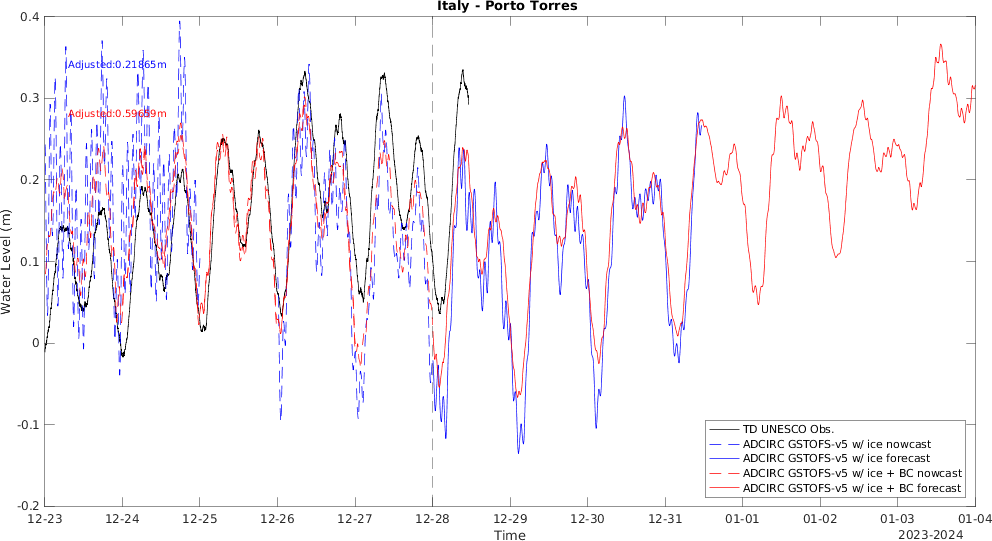 Italy - Porto Torres
Water Level (m)
0.4
0.3
0.2
0.1
0
-0.1
-0.2
Adjusted:0.21865m
Adjusted:0.59659m
TD UNESCO Obs.
ADCIRC GSTOFS-v5 w/ ice nowcast
ADCIRC GSTOFS-v5 w/ ice forecast
ADCIRC GSTOFS-v5 w/ ice + BC nowcast
ADCIRC GSTOFS-v5 w/ ice + BC forecast
12-23 12-24 12-25 12-26 12-27 12-28 12-29 12-30 12-31 01-01 01-02 01-03 01-04
Time
2023-2024